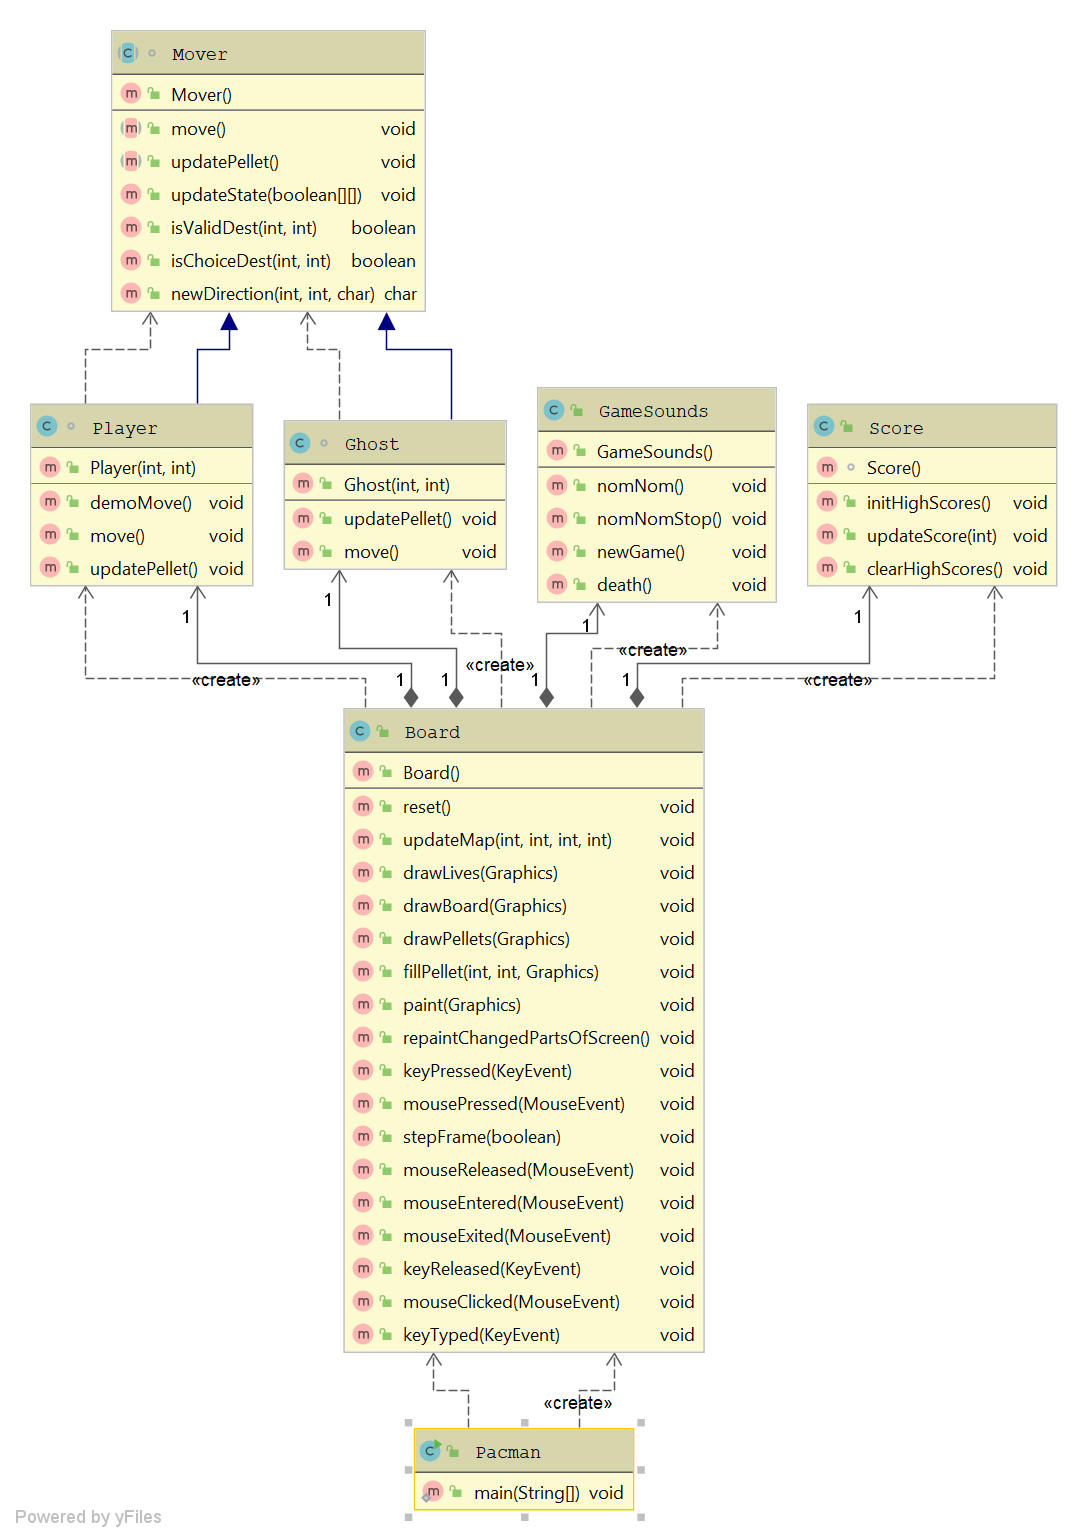 Mover
Mover()
move() void
updatePellet() void
updateState(boolean[][]) void
isValidDest(int, int) boolean
isChoiceDest(int, int) boolean
newDirection(int, int, char) char
Player
Player(int, int)
demoMove() void
move() void
updatePellet() void
Ghost
Ghost(int, int)
updatePellet() void
move() void
GameSounds
GameSounds()
nomNom() void
nomNomStop() void
newGame() void
death() void
Score
Score()
initHighScores() void
updateScore(int) void
clearHighScores() void
1
1
1
1
«create»
1
1
«create»
1
«create»
1
«create»
Board
Board()
reset() void
updateMap(int, int, int, int) void
drawLives(Graphics) void
drawBoard(Graphics) void
drawPellets(Graphics) void
fillPellet(int, int, Graphics) void
paint(Graphics) void
repaintChangedPartsOfScreen() void
keyPressed(KeyEvent) void
mousePressed(MouseEvent) void
stepFrame(boolean) void
mouseReleased(MouseEvent) void
mouseEntered(MouseEvent) void
mouseExited(MouseEvent) void
keyReleased(KeyEvent) void
mouseClicked(MouseEvent) void
keyTyped(KeyEvent) void
«create»
Pacman
main(String[]) void
Powered by yFiles